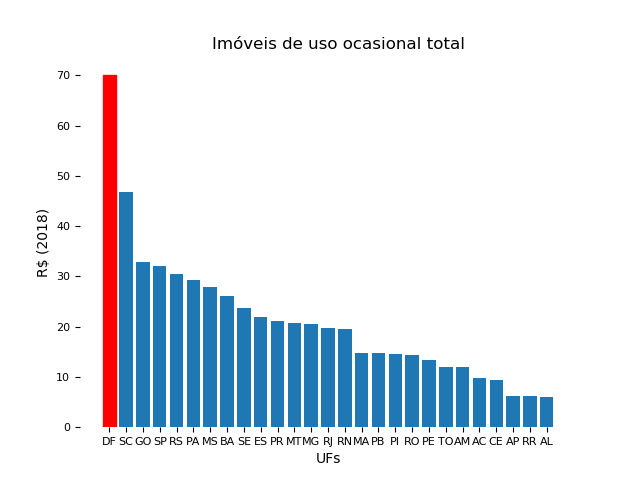 Imóveis de uso ocasional total
70
60
50
40
30
20
10
0
R$ (2018)
DF SC GO SP RS PA MS BA SE ES PR MT MG RJ RN MA PB PI RO PE TO AM AC CE AP RR AL
UFs